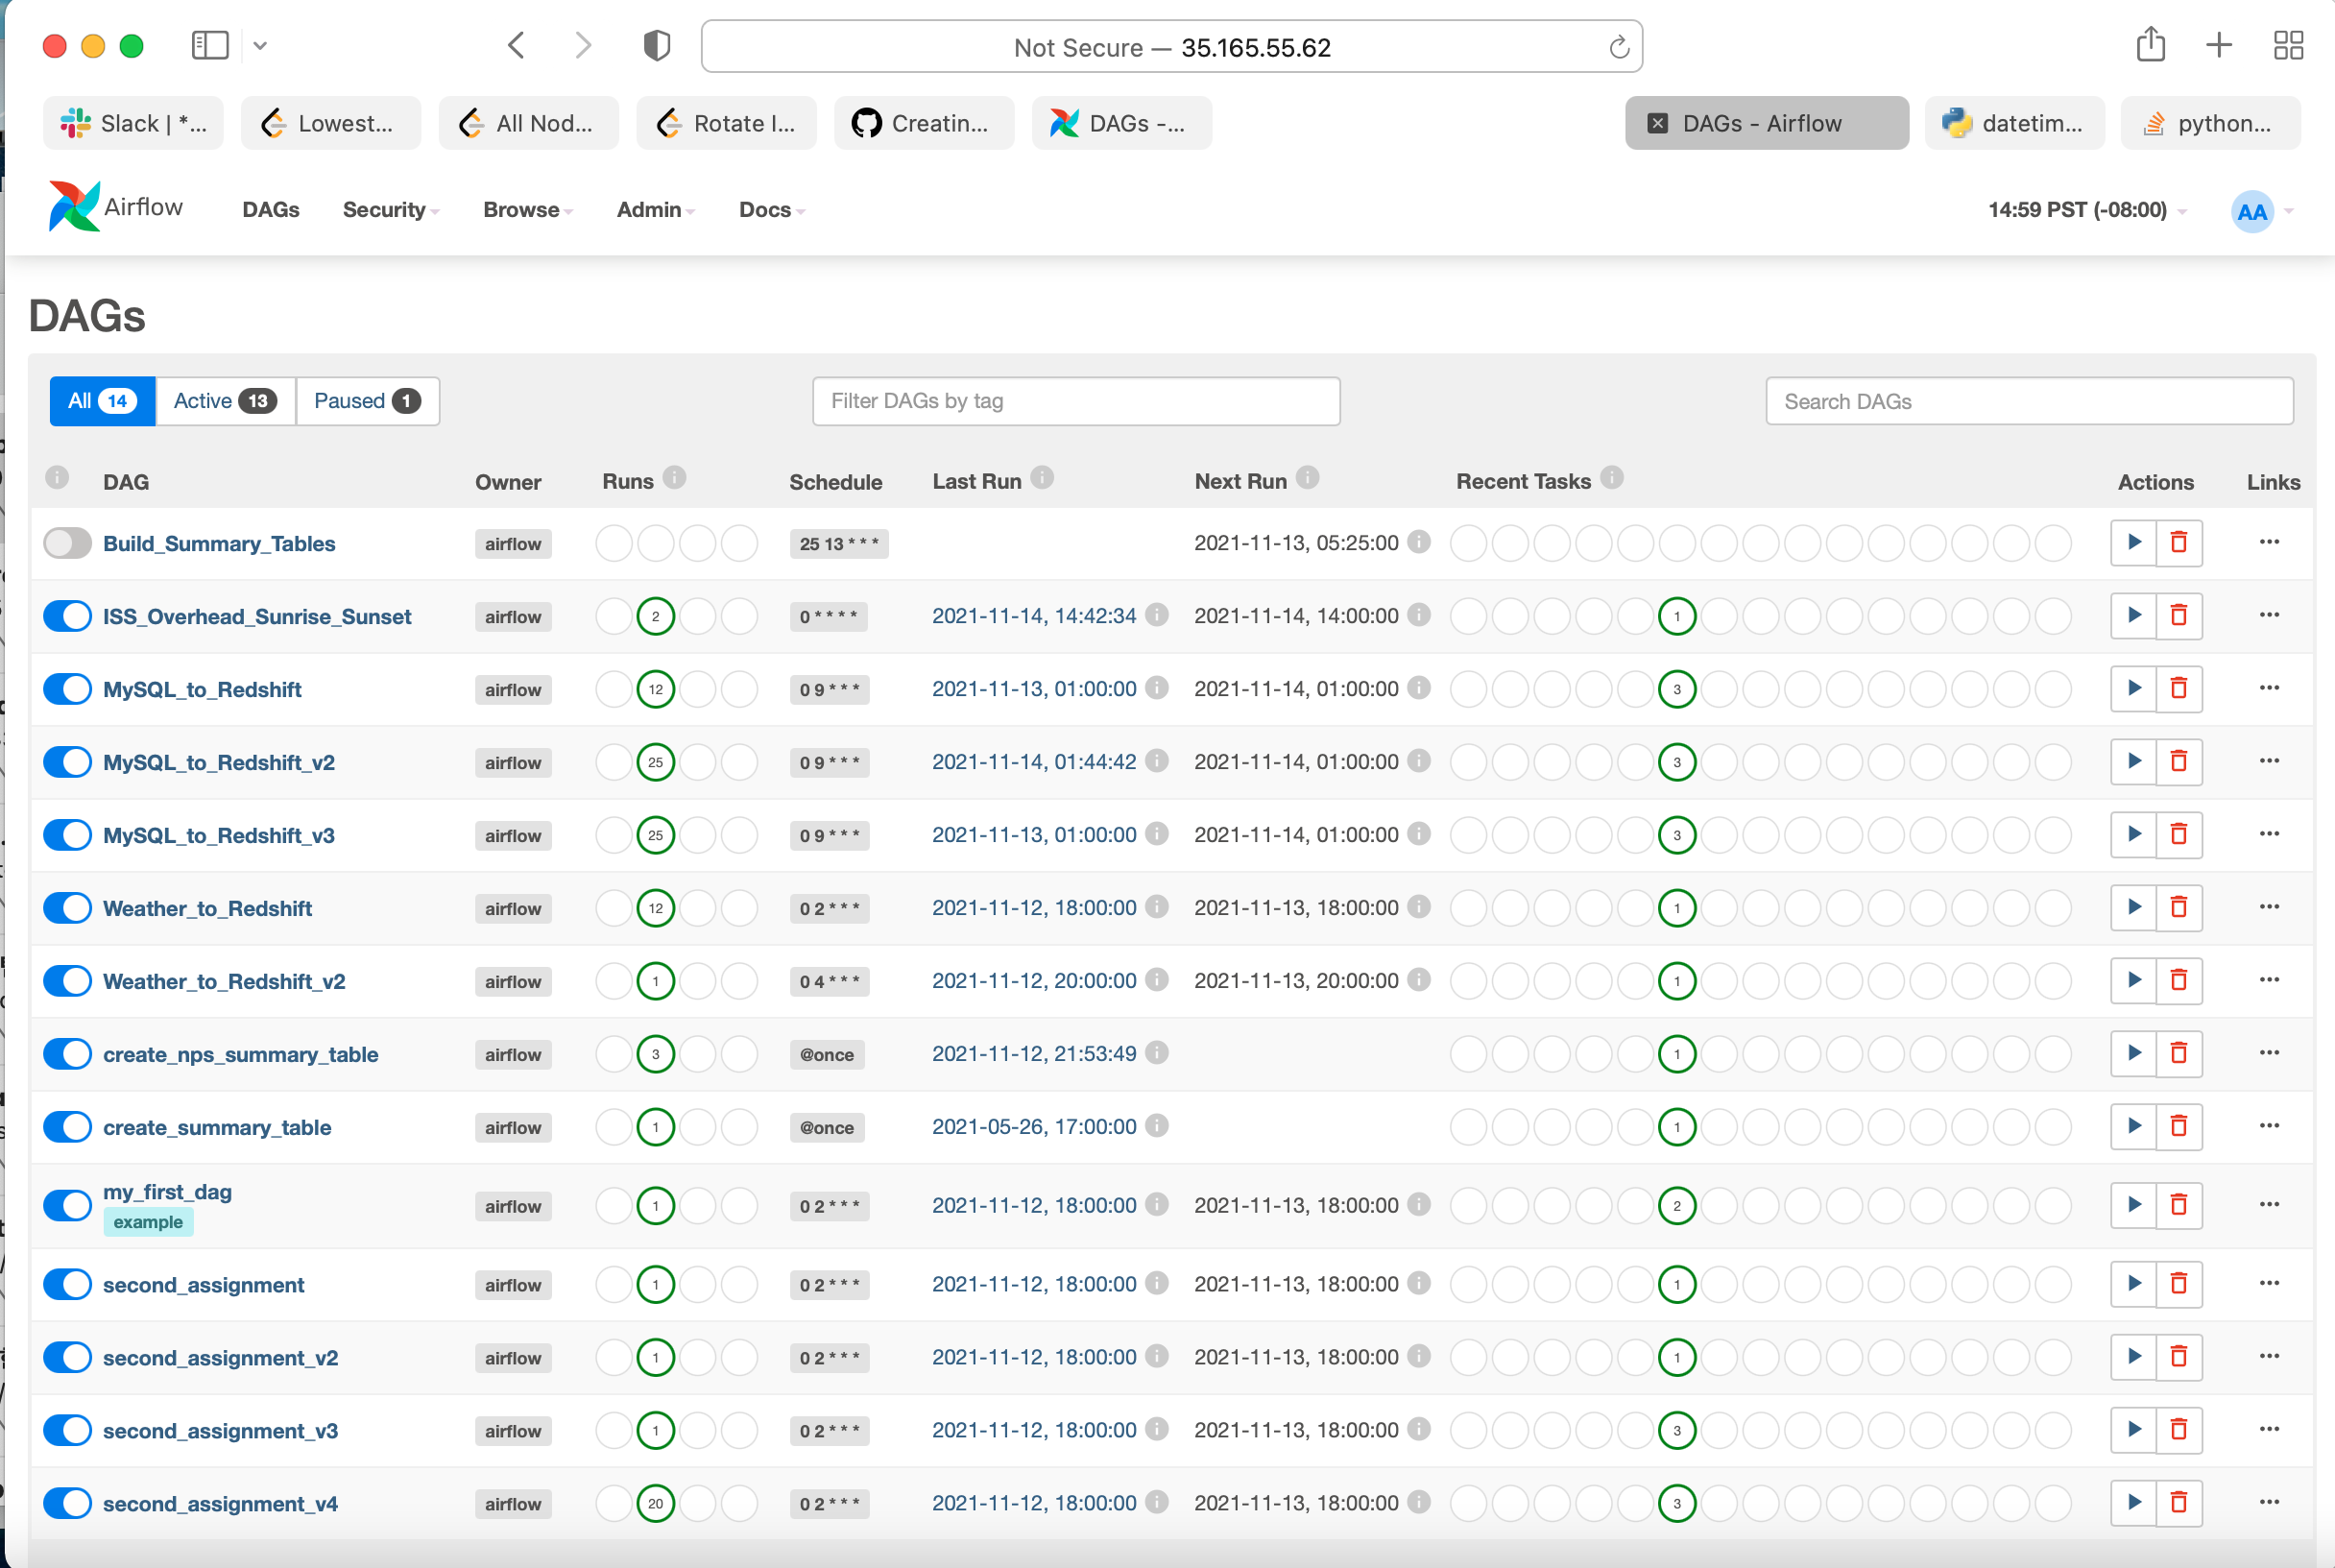 Not Secure — 35.165.55.62
Slack | *... Lowest... All Nod... Rotate I... Creatin... DAGs -... DAGs - Airflow datetim... python...
Airflow DAGs Security Browse Admin Docs 14:59 PST (-08:00) AA
DAGs
All 14 Active 13 Paused 1 Filter DAGs by tag Search DAGs
DAG Owner Runs Schedule Last Run Next Run Recent Tasks Actions Links
Build_Summary_Tables airflow 25 13 * * * 2021-11-13, 05:25:00
ISS_Overhead_Sunrise_Sunset airflow 2 0 * * * * 2021-11-14, 14:42:34 2021-11-14, 14:00:00 1
MySQL_to_Redshift airflow 12 0 9 * * * 2021-11-13, 01:00:00 2021-11-14, 01:00:00 3
MySQL_to_Redshift_v2 airflow 25 0 9 * * * 2021-11-14, 01:44:42 2021-11-14, 01:00:00 3
MySQL_to_Redshift_v3 airflow 25 0 9 * * * 2021-11-13, 01:00:00 2021-11-14, 01:00:00 3
Weather_to_Redshift airflow 12 0 2 * * * 2021-11-12, 18:00:00 2021-11-13, 18:00:00 1
Weather_to_Redshift_v2 airflow 1 0 4 * * * 2021-11-12, 20:00:00 2021-11-13, 20:00:00 1
create_nps_summary_table airflow 3 @once 2021-11-12, 21:53:49 1
create_summary_table airflow 1 @once 2021-05-26, 17:00:00 1
my_first_dag airflow 1 0 2 * * * 2021-11-12, 18:00:00 2021-11-13, 18:00:00 2
example
second_assignment airflow 1 0 2 * * * 2021-11-12, 18:00:00 2021-11-13, 18:00:00 1
second_assignment_v2 airflow 1 0 2 * * * 2021-11-12, 18:00:00 2021-11-13, 18:00:00 1
second_assignment_v3 airflow 1 0 2 * * * 2021-11-12, 18:00:00 2021-11-13, 18:00:00 3
second_assignment_v4 airflow 20 0 2 * * * 2021-11-12, 18:00:00 2021-11-13, 18:00:00 3